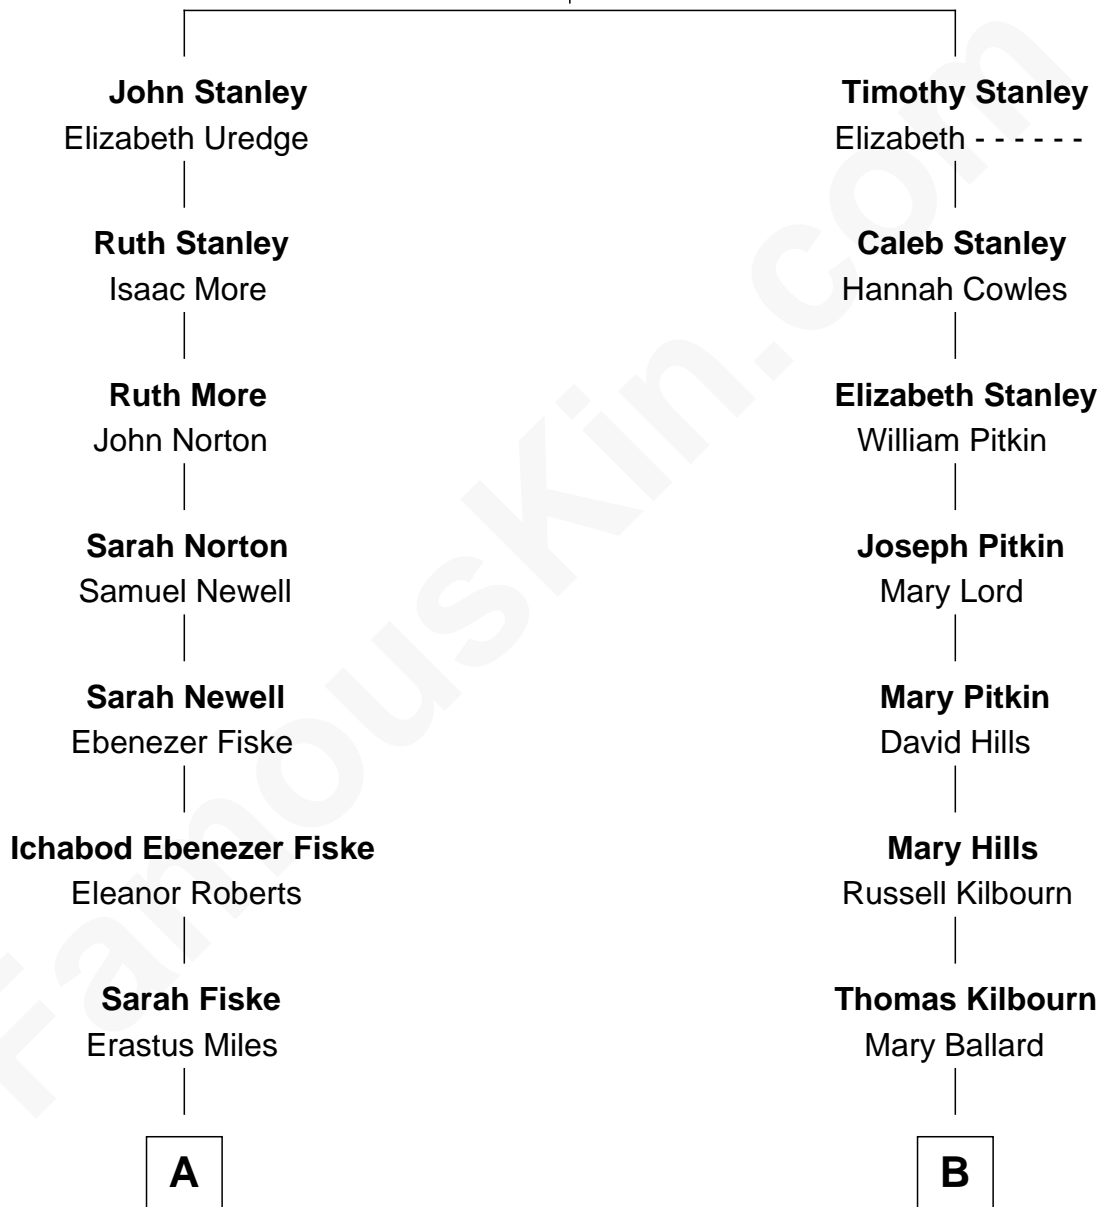 John Stanley
Elizabeth Uredge
Ruth Stanley
Isaac More
Ruth More
John Norton
Sarah Norton
Samuel Newell
Sarah Newell
Ebenezer Fiske
Ichabod Ebenezer Fiske
Eleanor Roberts
Sarah Fiske
Erastus Miles
A
Timothy Stanley
Elizabeth - - - - - -
Caleb Stanley
Hannah Cowles
Elizabeth Stanley
William Pitkin
Joseph Pitkin
Mary Lord
Mary Pitkin
David Hills
Mary Hills
Russell Kilbourn
Thomas Kilbourn
Mary Ballard
B
FamousKin.com